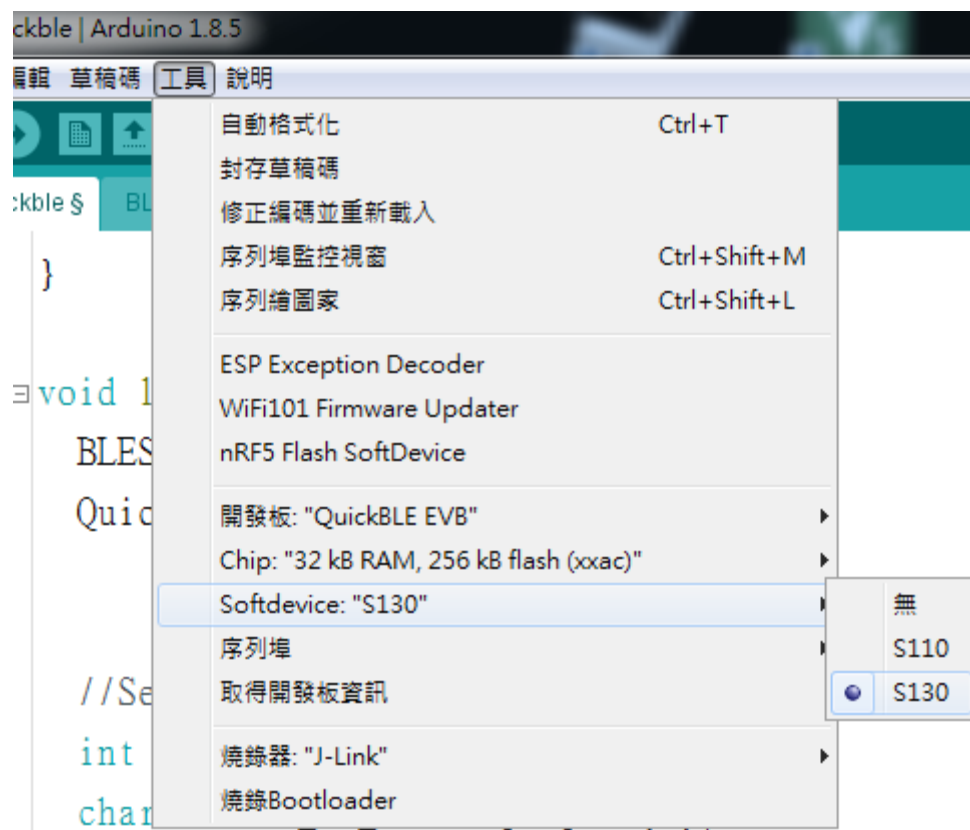 ckble | Arduino 1.8.5
編輯 草稿碼 工具 說明
ckble § BL
自動格式化 Ctrl+T
封存草稿碼
修正編碼並重新載入
序列埠監控視窗 Ctrl+Shift+M
序列繪圖家 Ctrl+Shift+L
}
ESP Exception Decoder
void l
WiFi101 Firmware Updater
BLES
nRF5 Flash SoftDevice
Quic
開發板: "QuickBLE EVB"
Chip: "32 kB RAM, 256 kB flash (xxac)"
Softdevice: "S130"
無
序列埠
S110
//Se
取得開發板資訊
S130
int
燒錄器: "J-Link"
char
燒錄Bootloader